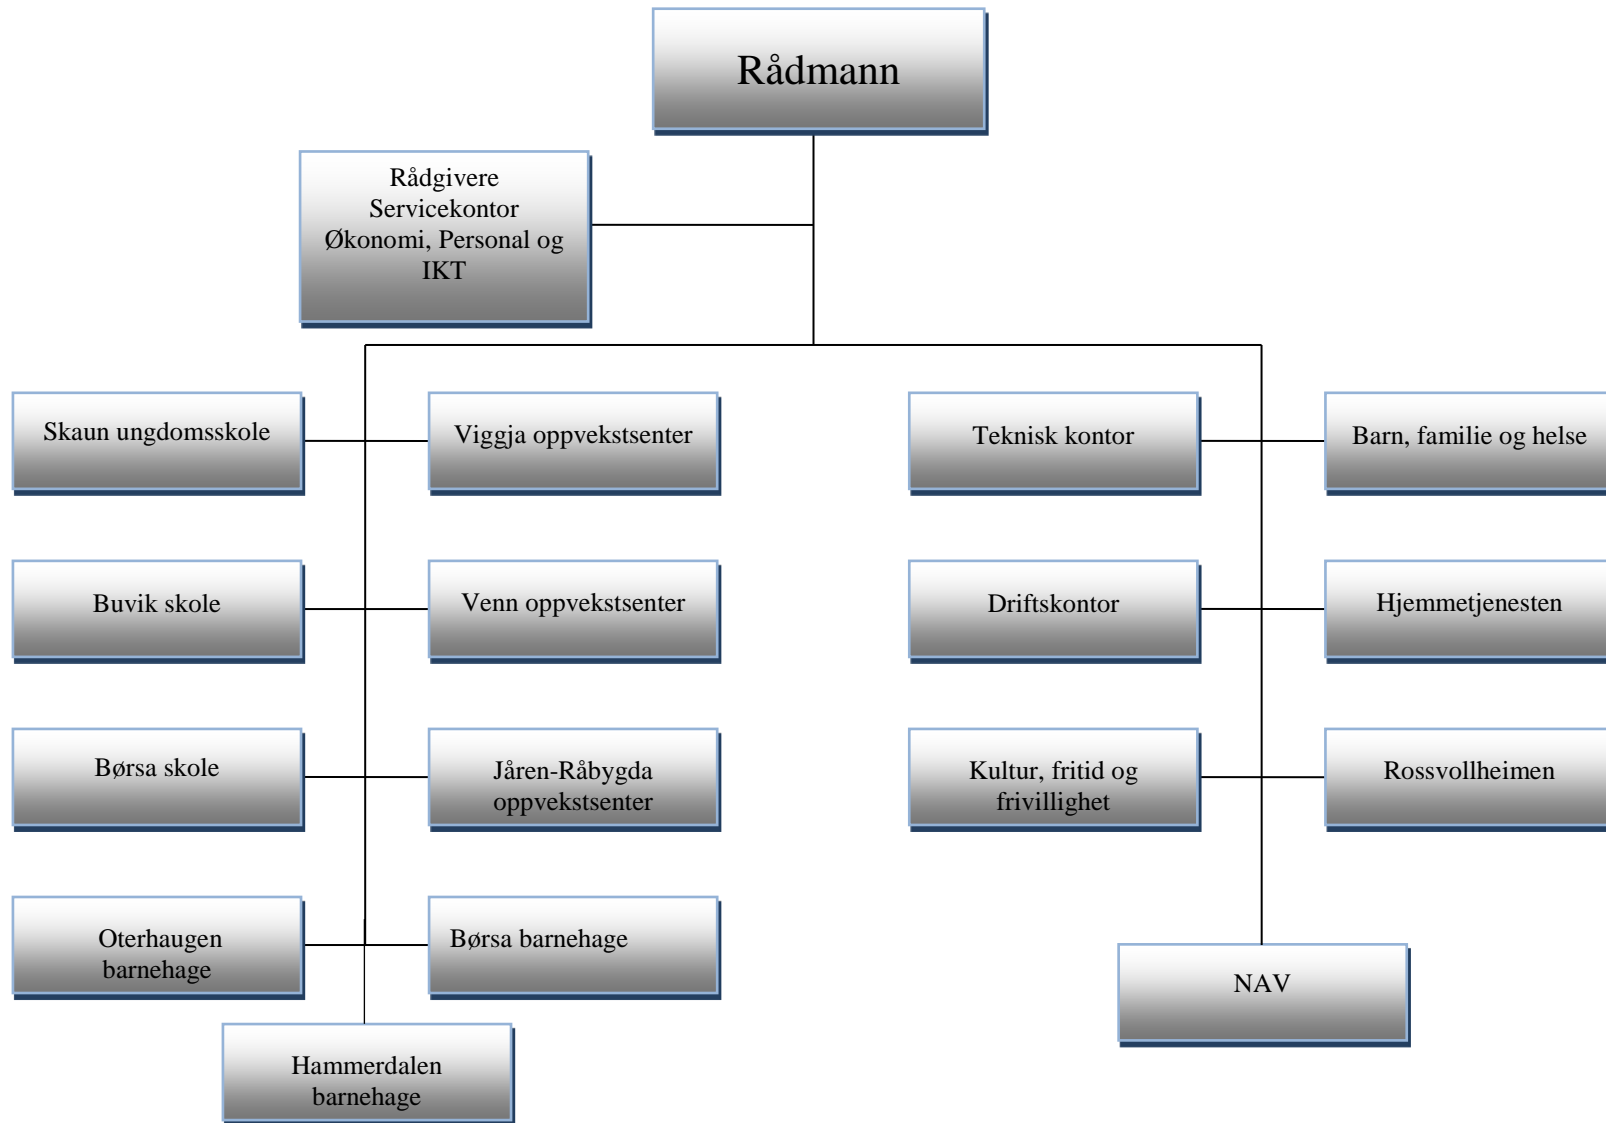 Rådmann
Rådgivere
Servicekontor
Økonomi, Personal og
IKT
Skaun ungdomsskole
Viggja oppvekstsenter
Teknisk kontor
Barn, familie og helse
Buvik skole
Venn oppvekstsenter
Driftskontor
Hjemmetjenesten
Børsa skole
Jåren-Råbygda
oppvekstsenter
Kultur, fritid og
frivillighet
Rossvollheimen
Oterhaugen
barnehage
Børsa barnehage
NAV
Hammerdalen
barnehage